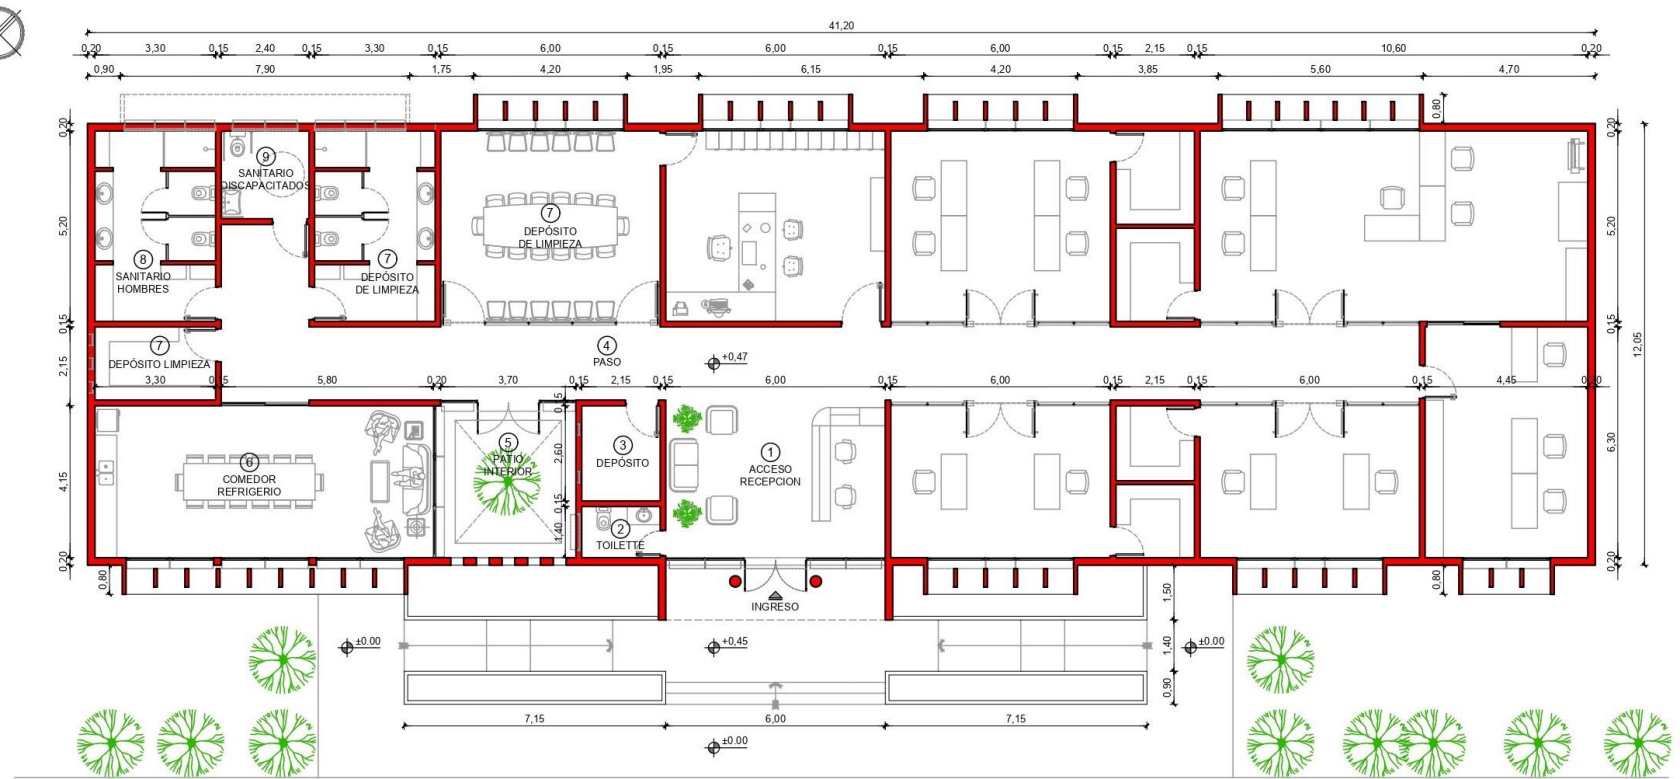 41,20
0,20 3,30 0,15 2,40 0,15 3,30 0,15 6,00 0,15 6,00 0,15 6,00 0,15 2,15 0,15 10,60 0,20
0,90 7,90 1,75 4,20 1,95 6,15 4,20 3,85 5,60 4,70
0,80
0,20
0,20
9
SANITARIO
DISCAPACITADOS
7
DEPÓSITO
DE LIMPIEZA
5,20
5,20
8
SANITARIO
HOMBRES
7
DEPÓSITO
DE LIMPIEZA
0,15
0,15
12,05
7
DEPÓSITO LIMPIEZA
4
PASO
+0,47
2,15
3,30 0,15 5,80 0,20 3,70 0,15 2,15 0,15 6,00 0,15 6,00 0,15 2,15 0,15 6,00 0,15 4,45 0,20
0,15
5
PATIO
INTERIOR
2,60
3
DEPÓSITO
1
ACCESO
RECEPCION
6
COMEDOR
REFRIGERIO
4,15
6,30
0,15
1,40
2
TOILETTE
0,20
0,20
0,80
0,80
INGRESO
1,50
±0.00
+0,45
1,40
±0.00
0,90
7,15 6,00 7,15
±0.00